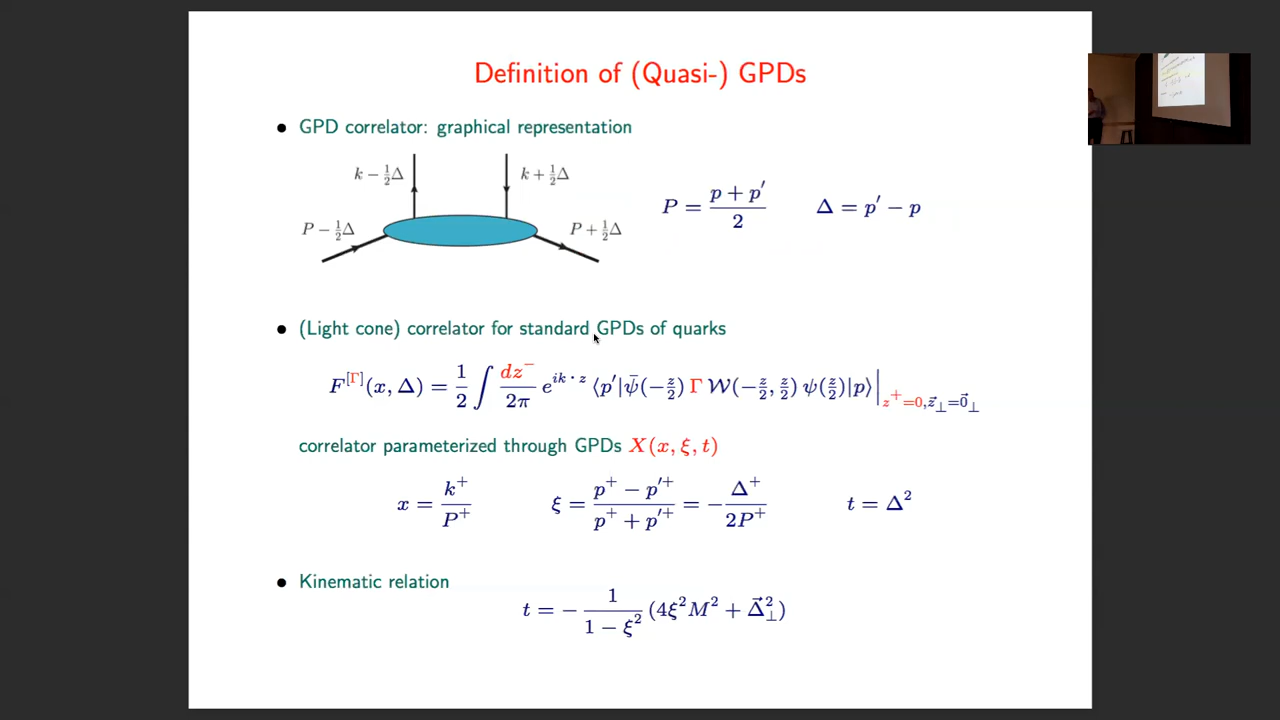 Definition of (Quasi-) GPDs
• GPD correlator: graphical representation
k − ½Δ
k + ½Δ
P − ½Δ
P + ½Δ
P = (p + p′)/2
Δ = p′ − p
• (Light cone) correlator for standard GPDs of quarks
F^[Γ](x, Δ) = 1/2 ∫ dz⁻/2π e^{ik·z} ⟨p′|ψ̄(−z/2) Γ 𝒲(−z/2, z/2) ψ(z/2)|p⟩|_{z⁺=0, z⃗_⊥=0⃗_⊥}
correlator parameterized through GPDs X(x, ξ, t)
x = k⁺/P⁺
ξ = (p⁺ − p′⁺)/(p⁺ + p′⁺) = −Δ⁺/2P⁺
t = Δ²
• Kinematic relation
t = − 1/(1 − ξ²) (4ξ²M² + Δ⃗_⊥²)